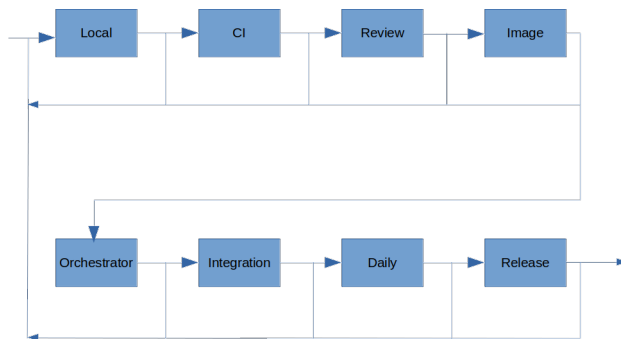 Local
CI
Review
Image
Orchestrator
Integration
Daily
Release